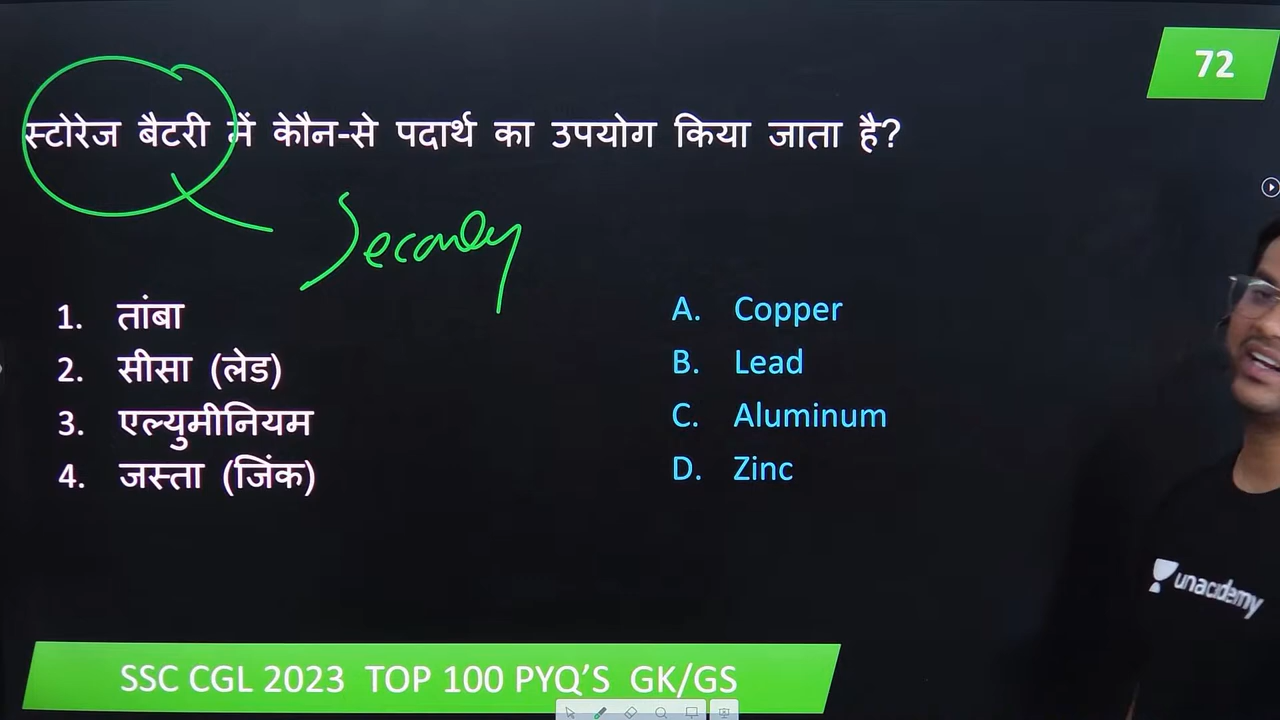 72
स्टोरेज बैटरी में केौन-से पदार्थ का उपयोग किया जाता है?
1. तांबा
2. सीसा (लेड)
3. एल्युमीनियम
4. जस्ता (जिंक)
A. Copper
B. Lead
C. Aluminum
D. Zinc
unacademy
SSC CGL 2023 TOP 100 PYQ’S GK/GS